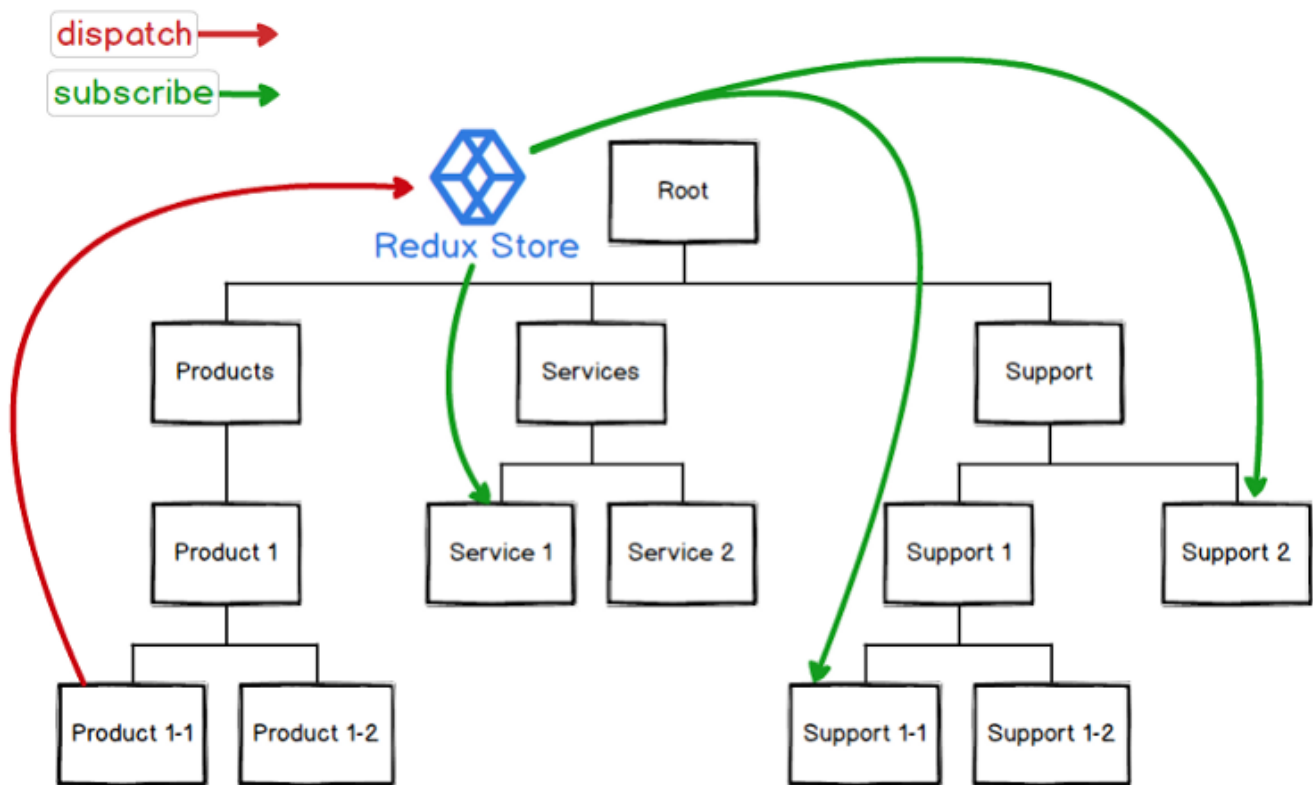 dispatch
subscribe
Redux Store
Root
Products
Services
Support
Product 1
Service 1
Service 2
Support 1
Support 2
Product 1-1
Product 1-2
Support 1-1
Support 1-2